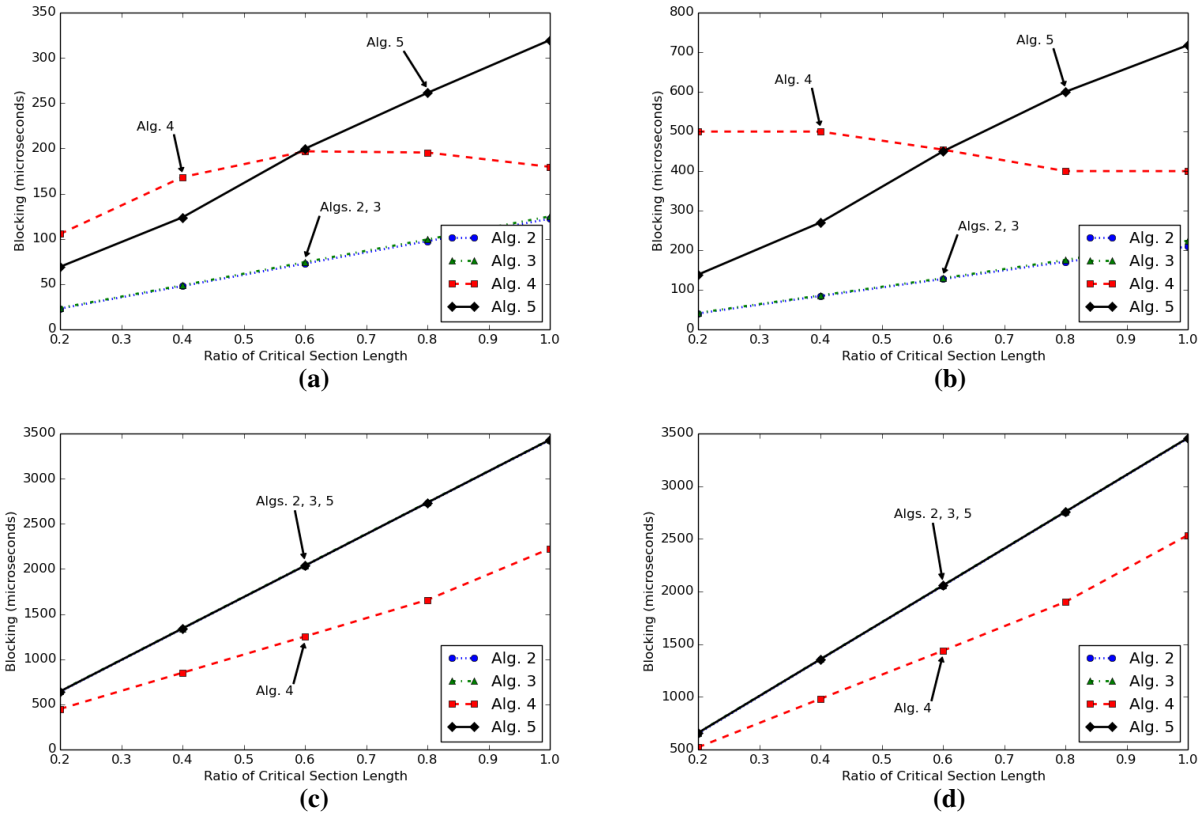 350
300
250
200
150
100
50
0
Blocking (microseconds)
Alg. 4
Alg. 5
Algs. 2, 3
Alg. 2
Alg. 3
Alg. 4
Alg. 5
0.2 0.3 0.4 0.5 0.6 0.7 0.8 0.9 1.0
Ratio of Critical Section Length
(a)
800
700
600
500
400
300
200
100
0
Blocking (microseconds)
Alg. 5
Alg. 4
Algs. 2, 3
Alg. 2
Alg. 3
Alg. 4
Alg. 5
0.2 0.3 0.4 0.5 0.6 0.7 0.8 0.9 1.0
Ratio of Critical Section Length
(b)
3500
3000
2500
2000
1500
1000
500
0
Blocking (microseconds)
Algs. 2, 3, 5
Alg. 4
Alg. 2
Alg. 3
Alg. 4
Alg. 5
0.2 0.3 0.4 0.5 0.6 0.7 0.8 0.9 1.0
Ratio of Critical Section Length
(c)
3500
3000
2500
2000
1500
1000
500
Blocking (microseconds)
Algs. 2, 3, 5
Alg. 4
Alg. 2
Alg. 3
Alg. 4
Alg. 5
0.2 0.3 0.4 0.5 0.6 0.7 0.8 0.9 1.0
Ratio of Critical Section Length
(d)